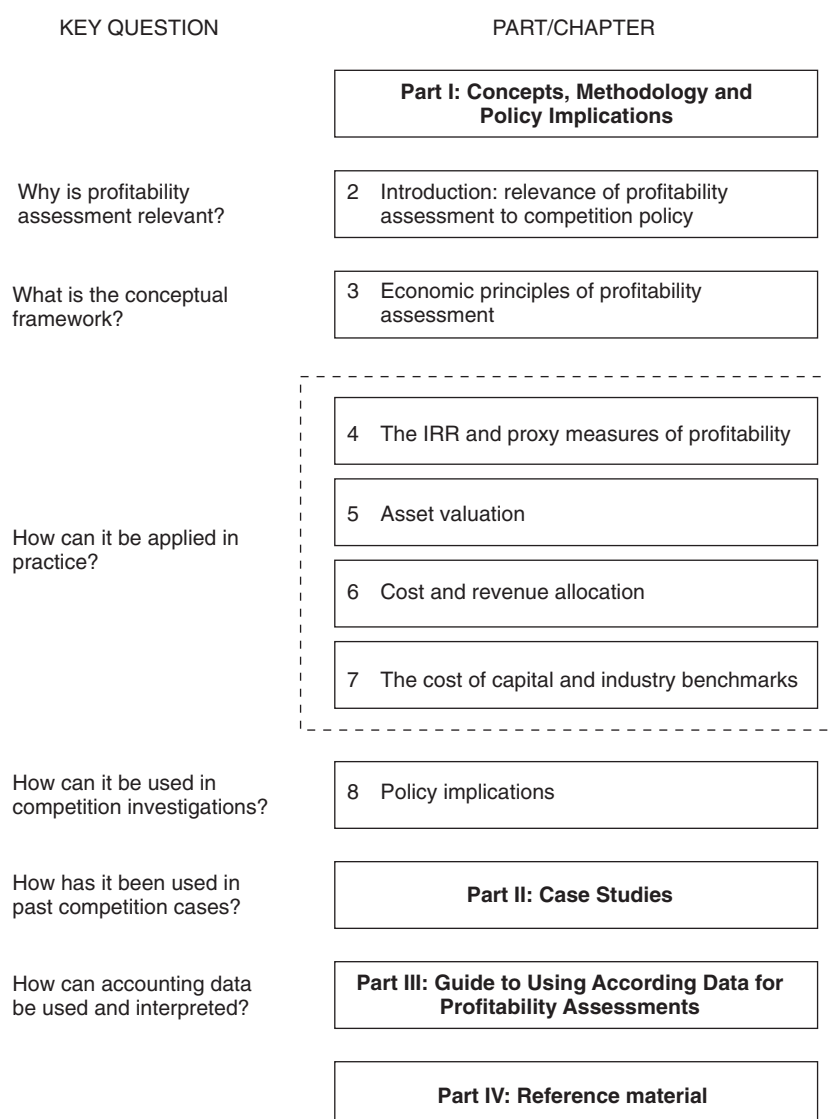 KEY QUESTION PART/CHAPTER
Part I: Concepts, Methodology and
Policy Implications
Why is profitability
assessment relevant?
2 Introduction: relevance of profitability
assessment to competition policy
What is the conceptual
framework?
3 Economic principles of profitability
assessment
How can it be applied in
practice?
4 The IRR and proxy measures of profitability
5 Asset valuation
6 Cost and revenue allocation
7 The cost of capital and industry benchmarks
How can it be used in
competition investigations?
8 Policy implications
How has it been used in
past competition cases?
Part II: Case Studies
How can accounting data
be used and interpreted?
Part III: Guide to Using According Data for
Profitability Assessments
Part IV: Reference material